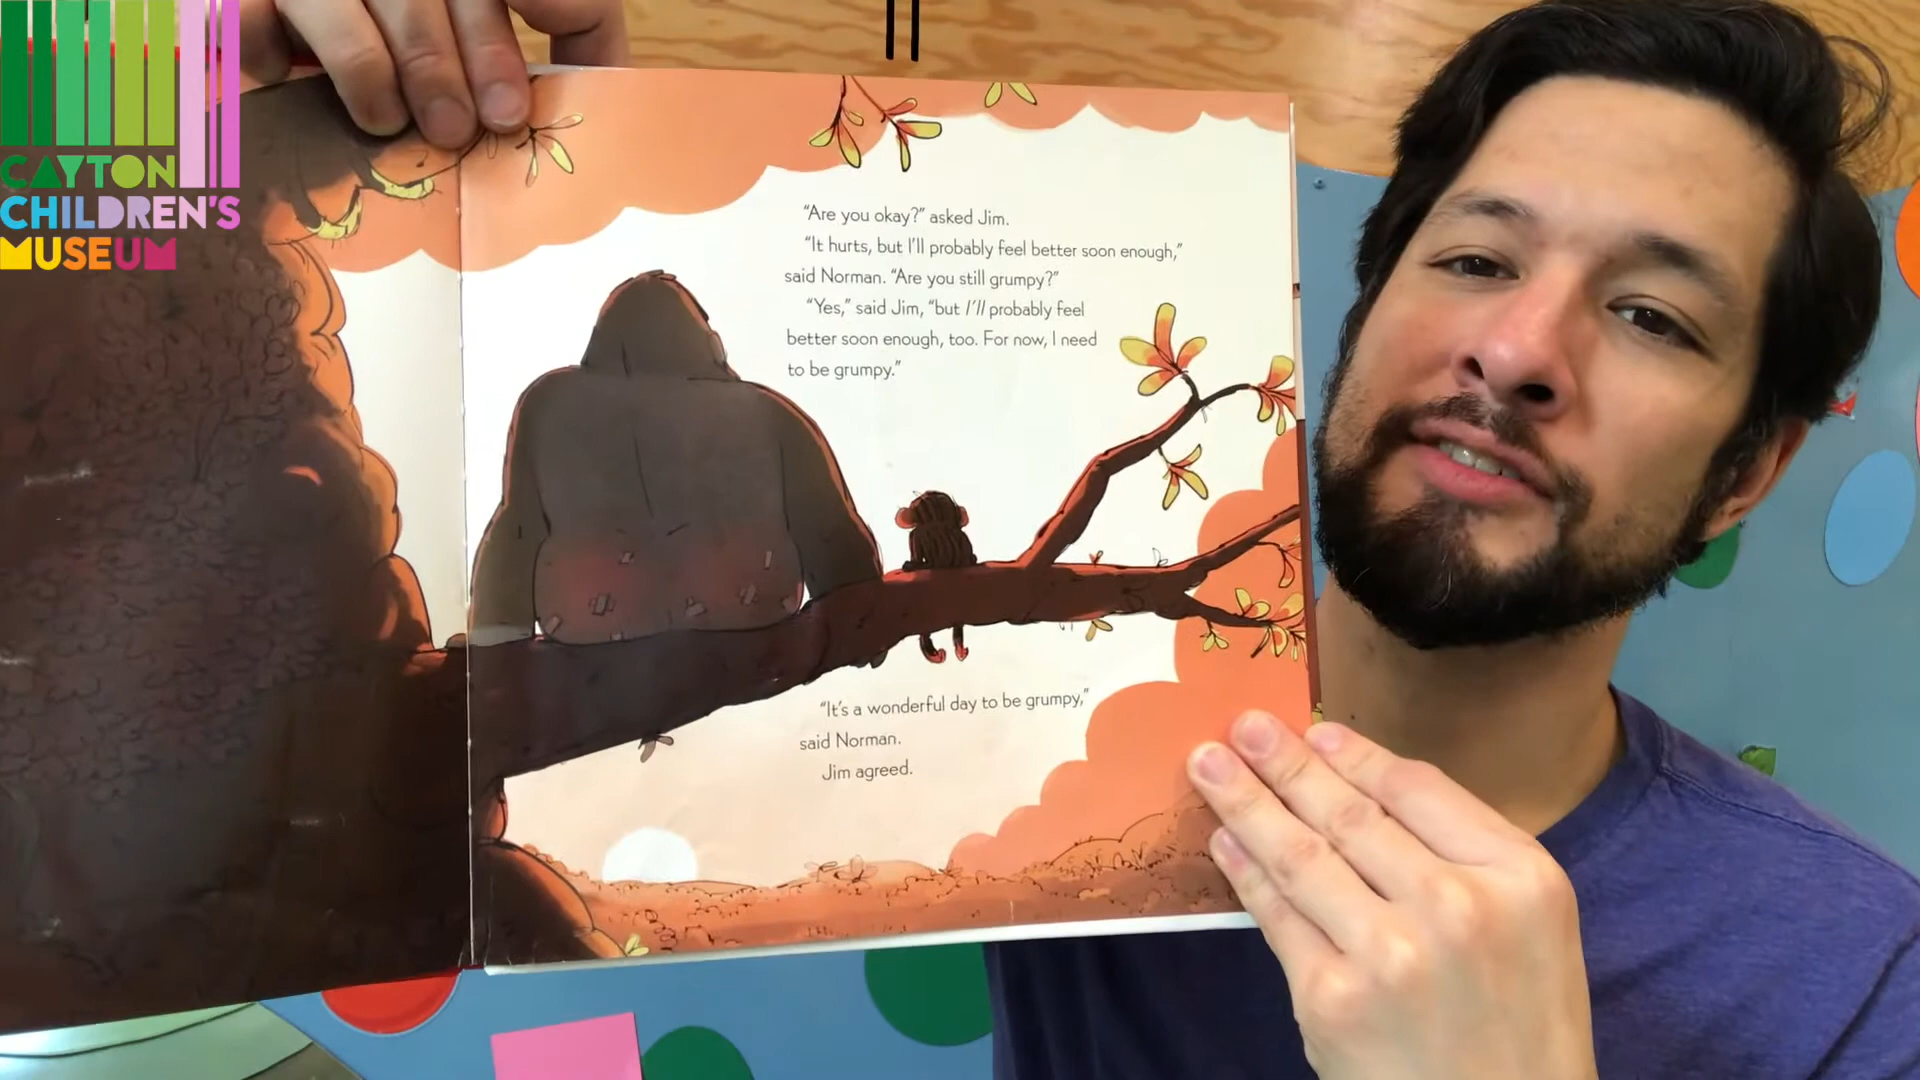 CAYTON
CHILDREN'S
MUSEUM
"Are you okay?" asked Jim.
"It hurts, but I'll probably feel better soon enough,"
said Norman. "Are you still grumpy?"
"Yes," said Jim, "but I'll probably feel
better soon enough, too. For now, I need
to be grumpy."
"It's a wonderful day to be grumpy,"
said Norman.
Jim agreed.